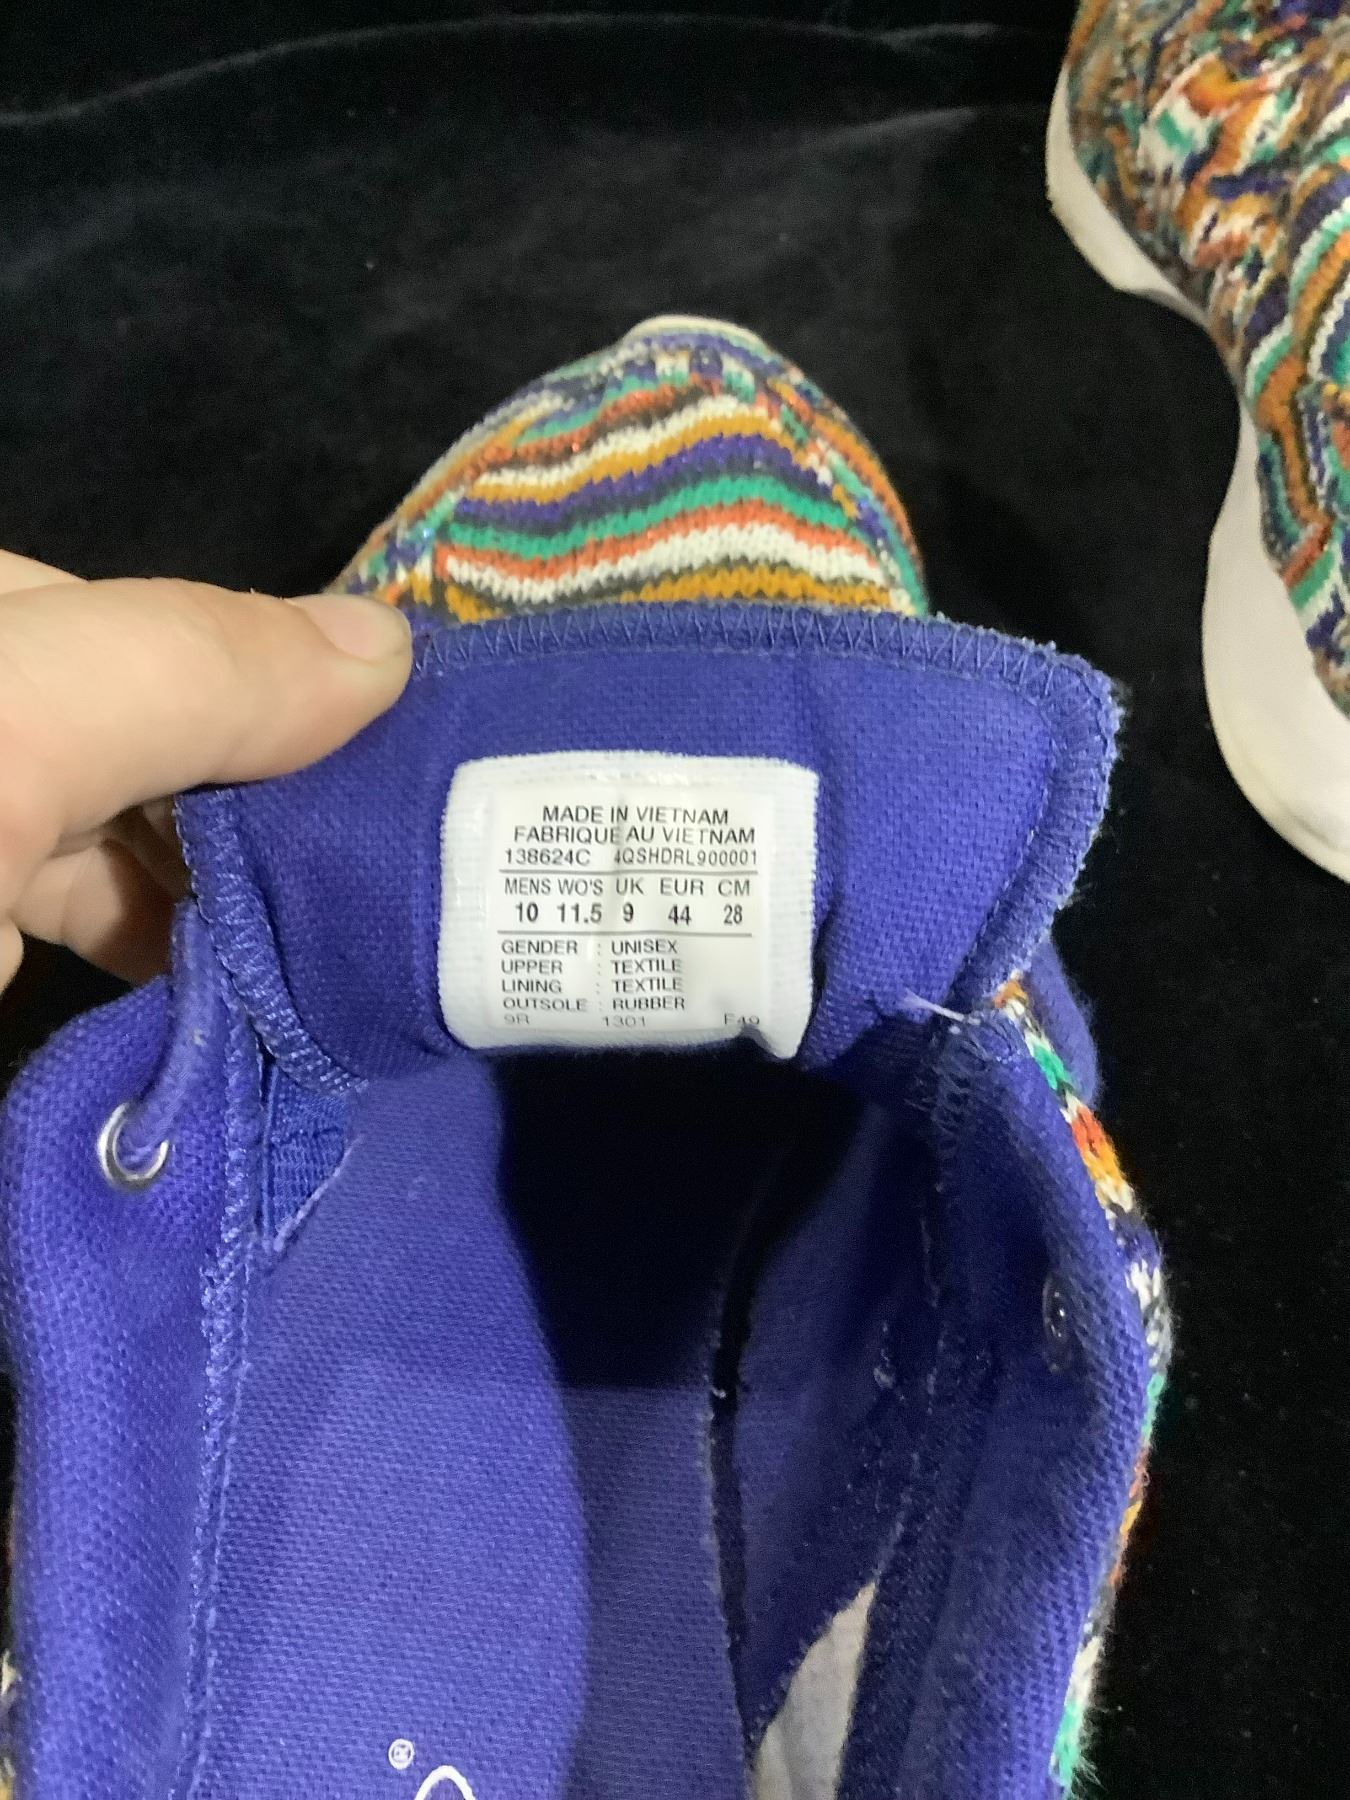 MADE IN VIETNAM
FABRIQUE AU VIETNAM
138624C 4QSHDRL900001
MENS WO'S UK EUR CM
10 11.5 9 44 28
GENDER : UNISEX
UPPER : TEXTILE
LINING : TEXTILE
OUTSOLE : RUBBER
9R 1301 F49
®